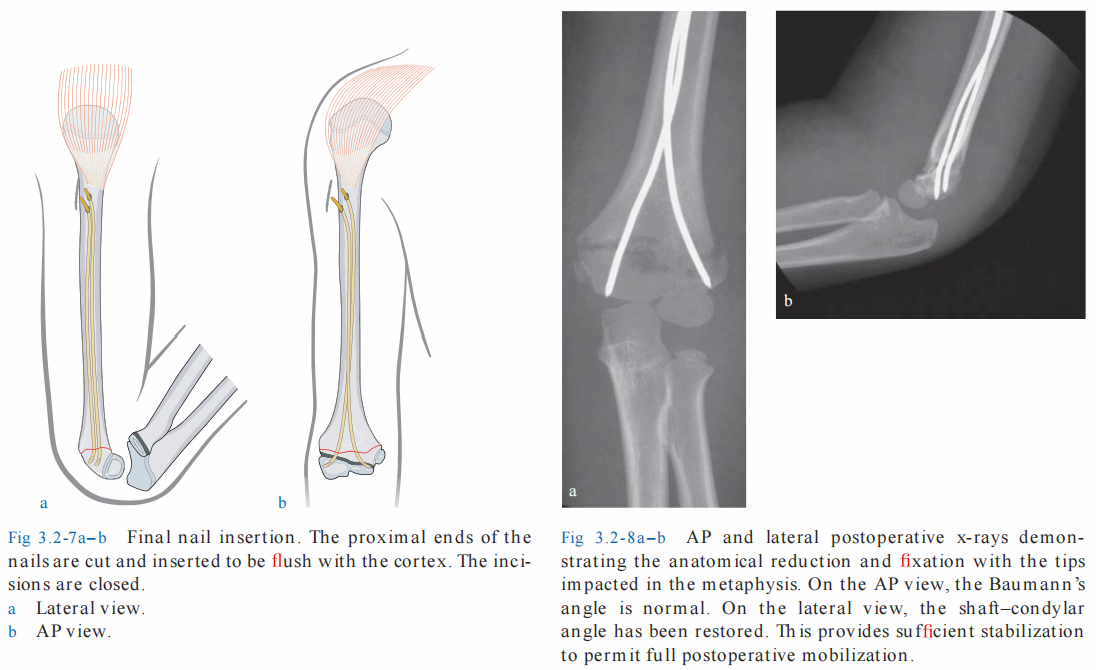 a
b
a
b
Fig 3.2-7a–b Final nail insertion. The proximal ends of the
nails are cut and inserted to be flush with the cortex. The inci-
sions are closed.
a Lateral view.
b AP view.
Fig 3.2-8a–b AP and lateral postoperative x-rays demon-
strating the anatomical reduction and fixation with the tips
impacted in the metaphysis. On the AP view, the Baumann’s
angle is normal. On the lateral view, the shaft–condylar
angle has been restored. This provides sufficient stabilization
to permit full postoperative mobilization.